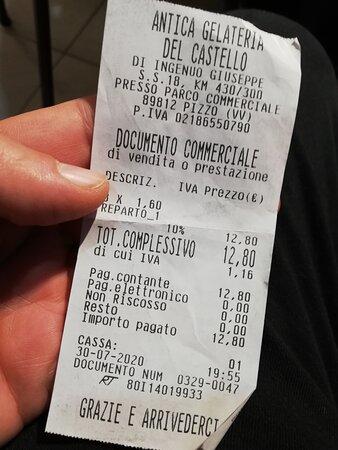 ANTICA GELATERIA
DEL CASTELLO
DI INGENUO GIUSEPPE
S.S.18, KM 430/300
PRESSO PARCO COMMERCIALE
89812 PIZZO (VV)
P.IVA 02186550790
DOCUMENTO COMMERCIALE
di vendita o prestazione
DESCRIZ. IVA Prezzo(€)
8 X 1,60
REPARTO_1
10% 12,80
TOT.COMPLESSIVO 12,80
di cui IVA 1,16
Pag.contante 12,80
Pag.elettronico 0,00
Non Riscosso 0,00
Resto 0,00
Importo pagato 12,80
CASSA: 01
30-07-2020 19:55
DOCUMENTO NUM 0329-0047
RT 80I14019933
GRAZIE E ARRIVEDERCI